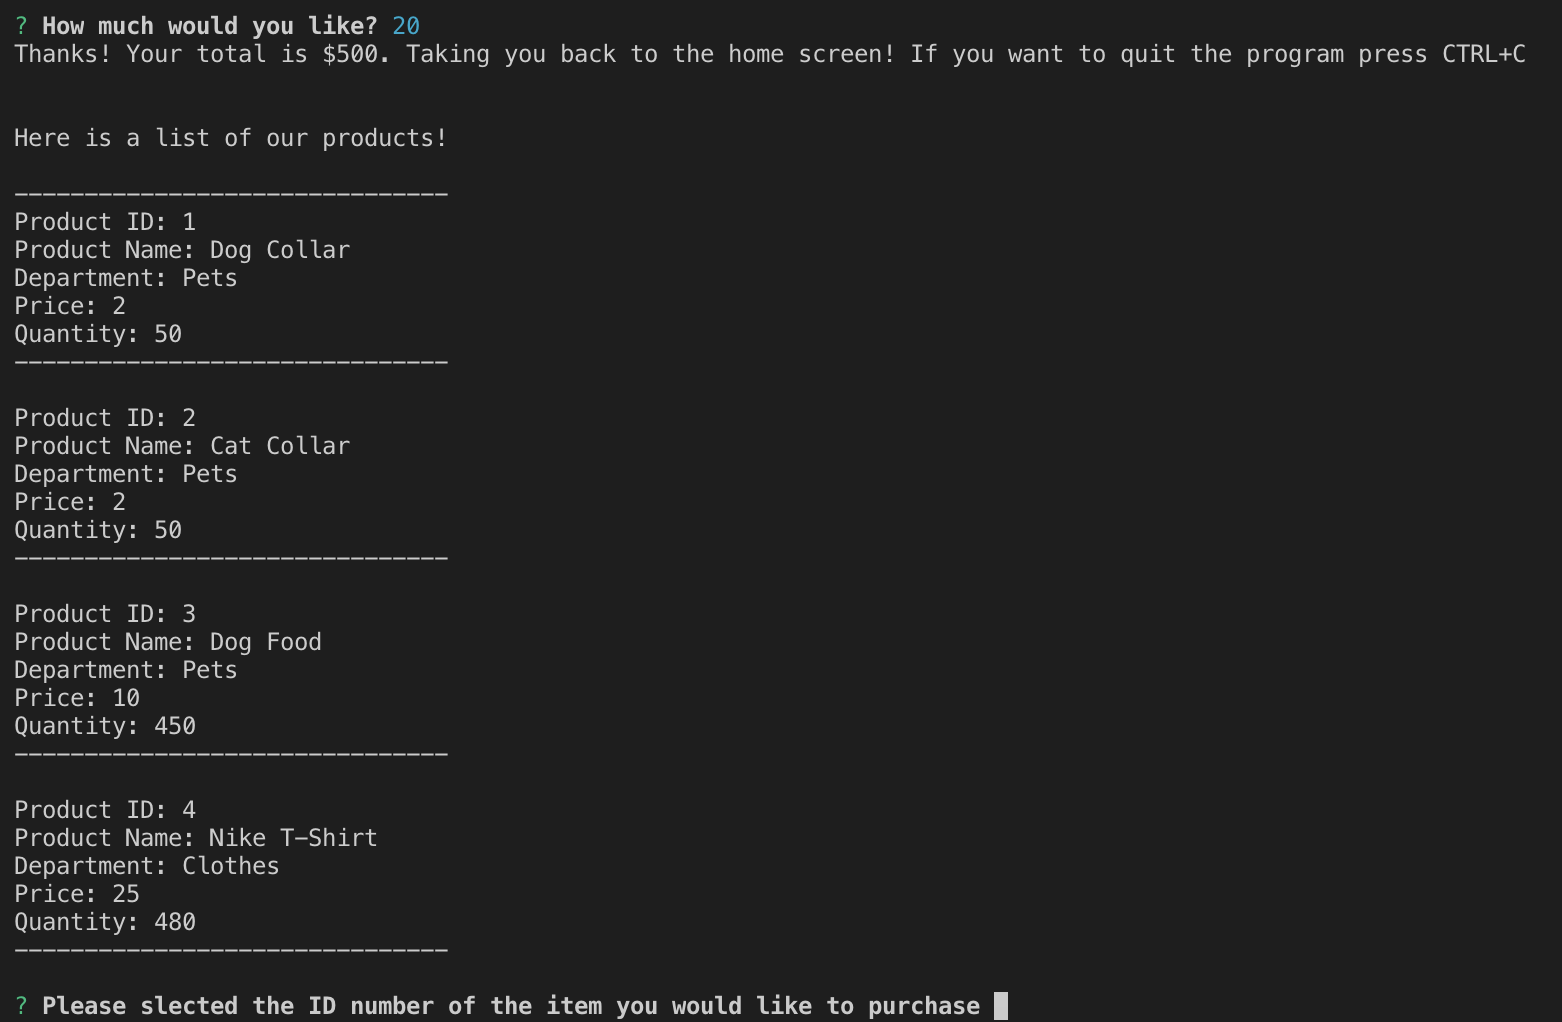 ? How much would you like? 20
Thanks! Your total is $500. Taking you back to the home screen! If you want to quit the program press CTRL+C
Here is a list of our products!
-------------------------------
Product ID: 1
Product Name: Dog Collar
Department: Pets
Price: 2
Quantity: 50
-------------------------------
Product ID: 2
Product Name: Cat Collar
Department: Pets
Price: 2
Quantity: 50
-------------------------------
Product ID: 3
Product Name: Dog Food
Department: Pets
Price: 10
Quantity: 450
-------------------------------
Product ID: 4
Product Name: Nike T-Shirt
Department: Clothes
Price: 25
Quantity: 480
-------------------------------
? Please slected the ID number of the item you would like to purchase